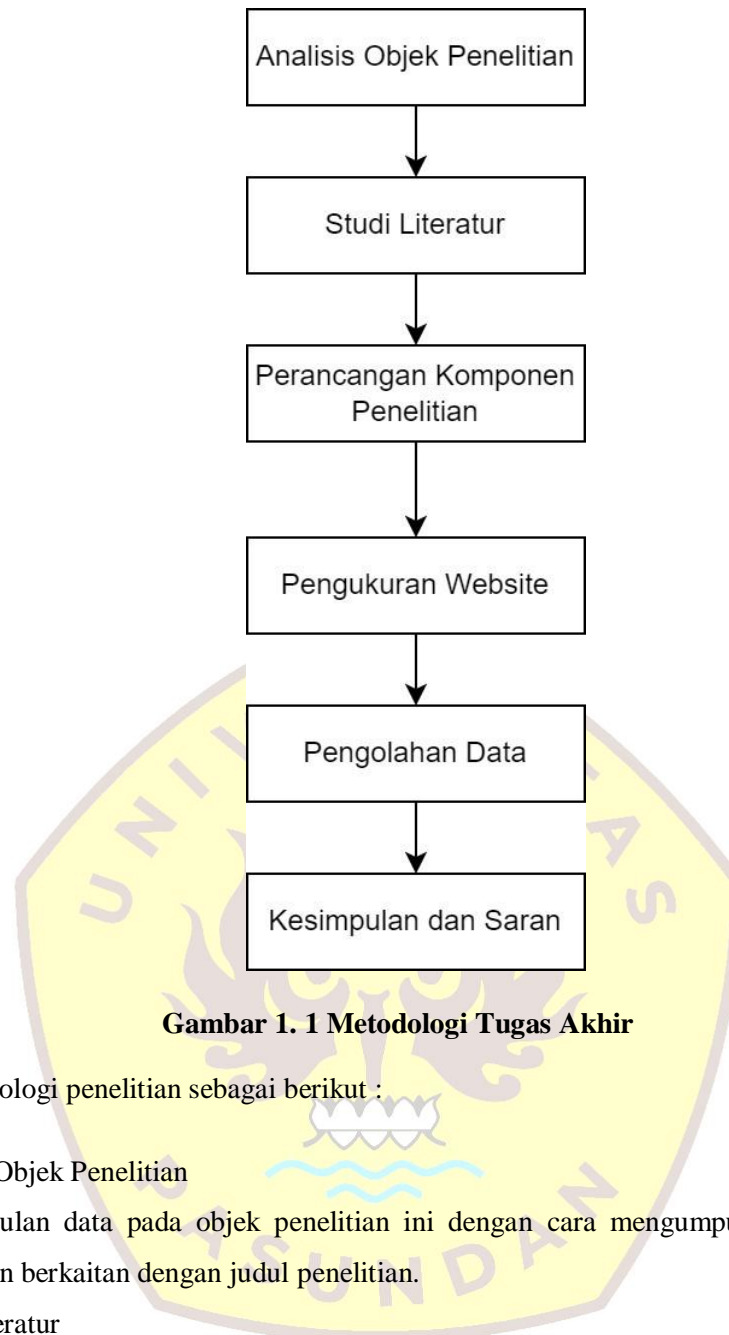 Analisis Objek Penelitian
Studi Literatur
Perancangan Komponen
Penelitian
Pengukuran Website
Pengolahan Data
Kesimpulan dan Saran
Gambar 1. 1 Metodologi Tugas Akhir
ologi penelitian sebagai berikut :
Objek Penelitian
ulan data pada objek penelitian ini dengan cara mengumpu
n berkaitan dengan judul penelitian.
eratur
PASUNDAN